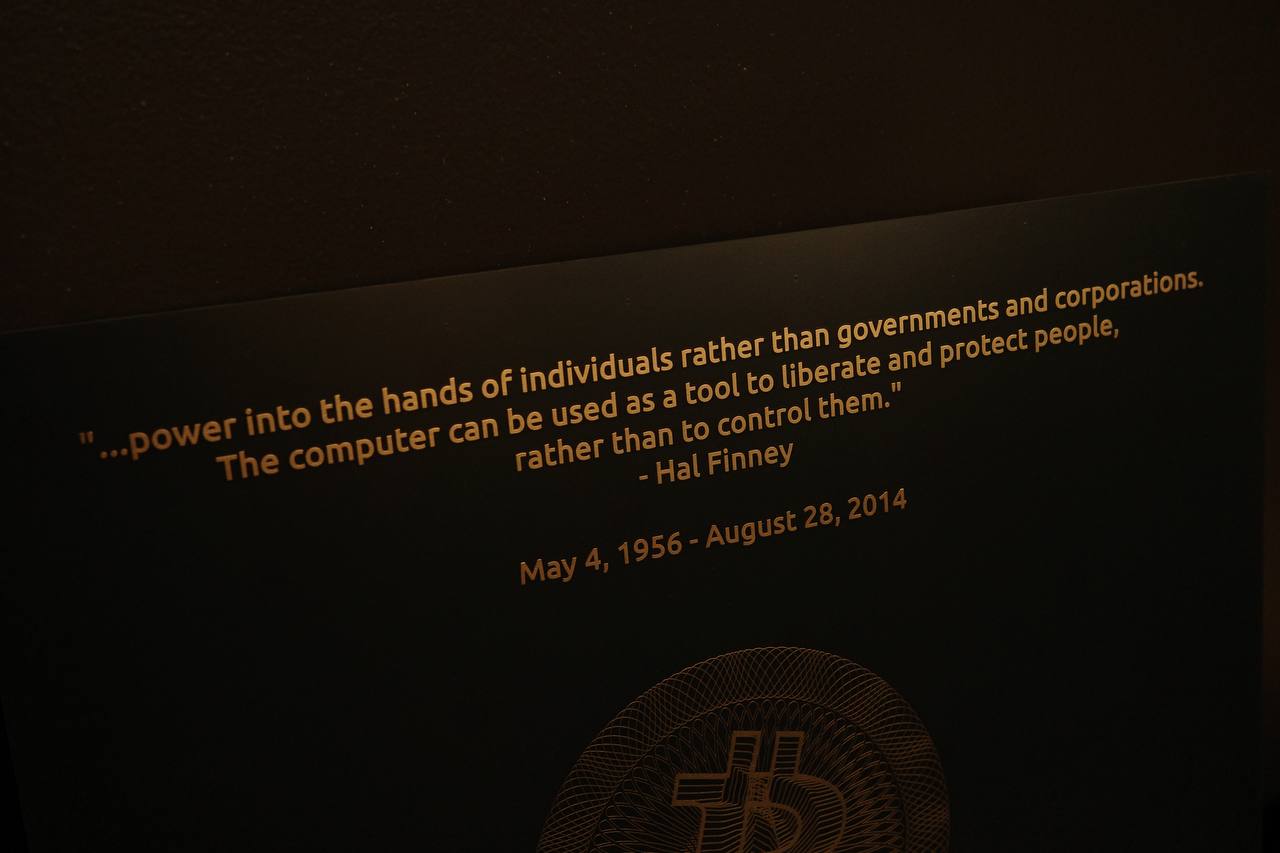 "...power into the hands of individuals rather than governments and corporations.
The computer can be used as a tool to liberate and protect people,
rather than to control them."
- Hal Finney
May 4, 1956 - August 28, 2014